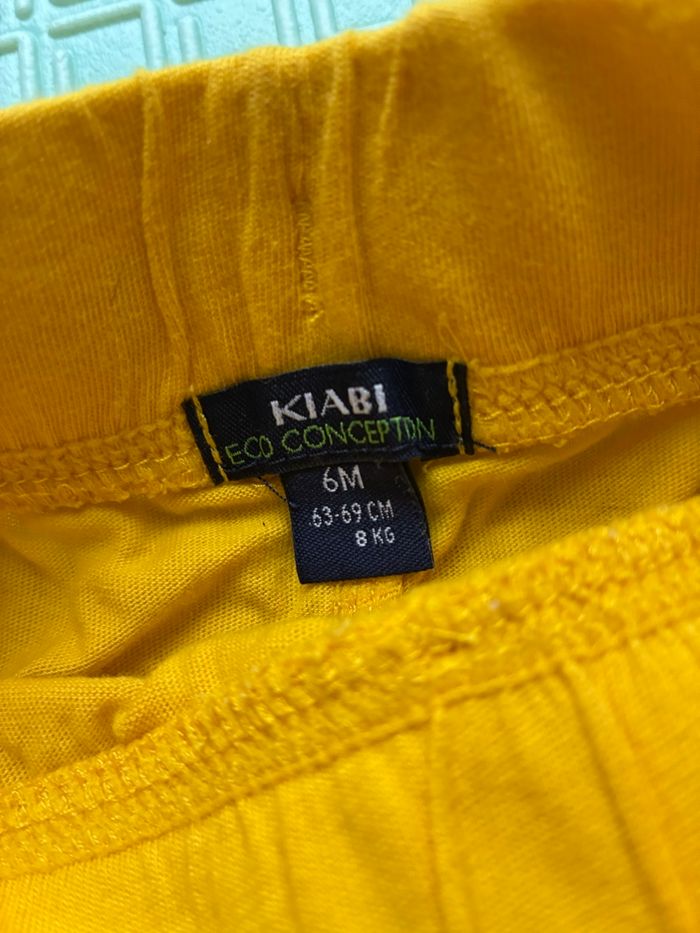 KIABI
ECO CONCEPTION
6M
63-69 CM
8 KG